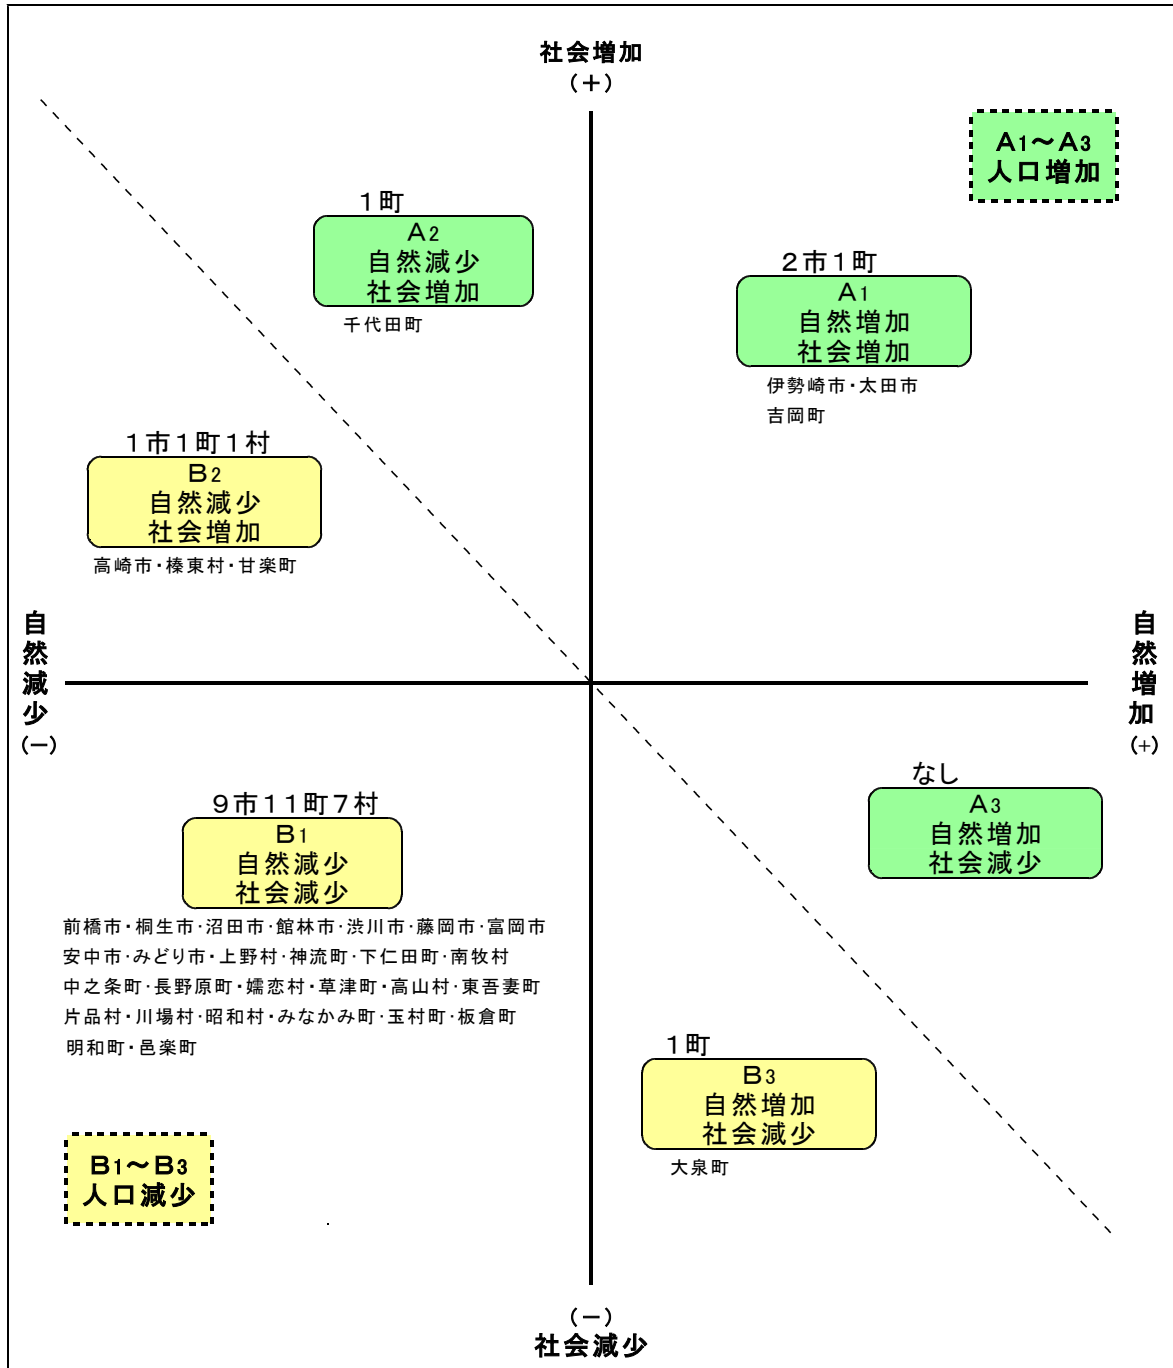 社会増加
（＋）
A1～A3
人口増加
１町
A2
自然減少
社会増加
千代田町
２市１町
A1
自然増加
社会増加
伊勢崎市・太田市
吉岡町
１市１町１村
B2
自然減少
社会増加
高崎市・榛東村・甘楽町
自然減少
（－）
自然増加
（+）
なし
A3
自然増加
社会減少
９市１１町７村
B1
自然減少
社会減少
前橋市・桐生市・沼田市・館林市・渋川市・藤岡市・富岡市
安中市・みどり市・上野村・神流町・下仁田町・南牧村
中之条町・長野原町・嬬恋村・草津町・高山村・東吾妻町
片品村・川場村・昭和村・みなかみ町・玉村町・板倉町
明和町・邑楽町
１町
B3
自然増加
社会減少
大泉町
B1～B3
人口減少
（－）
社会減少